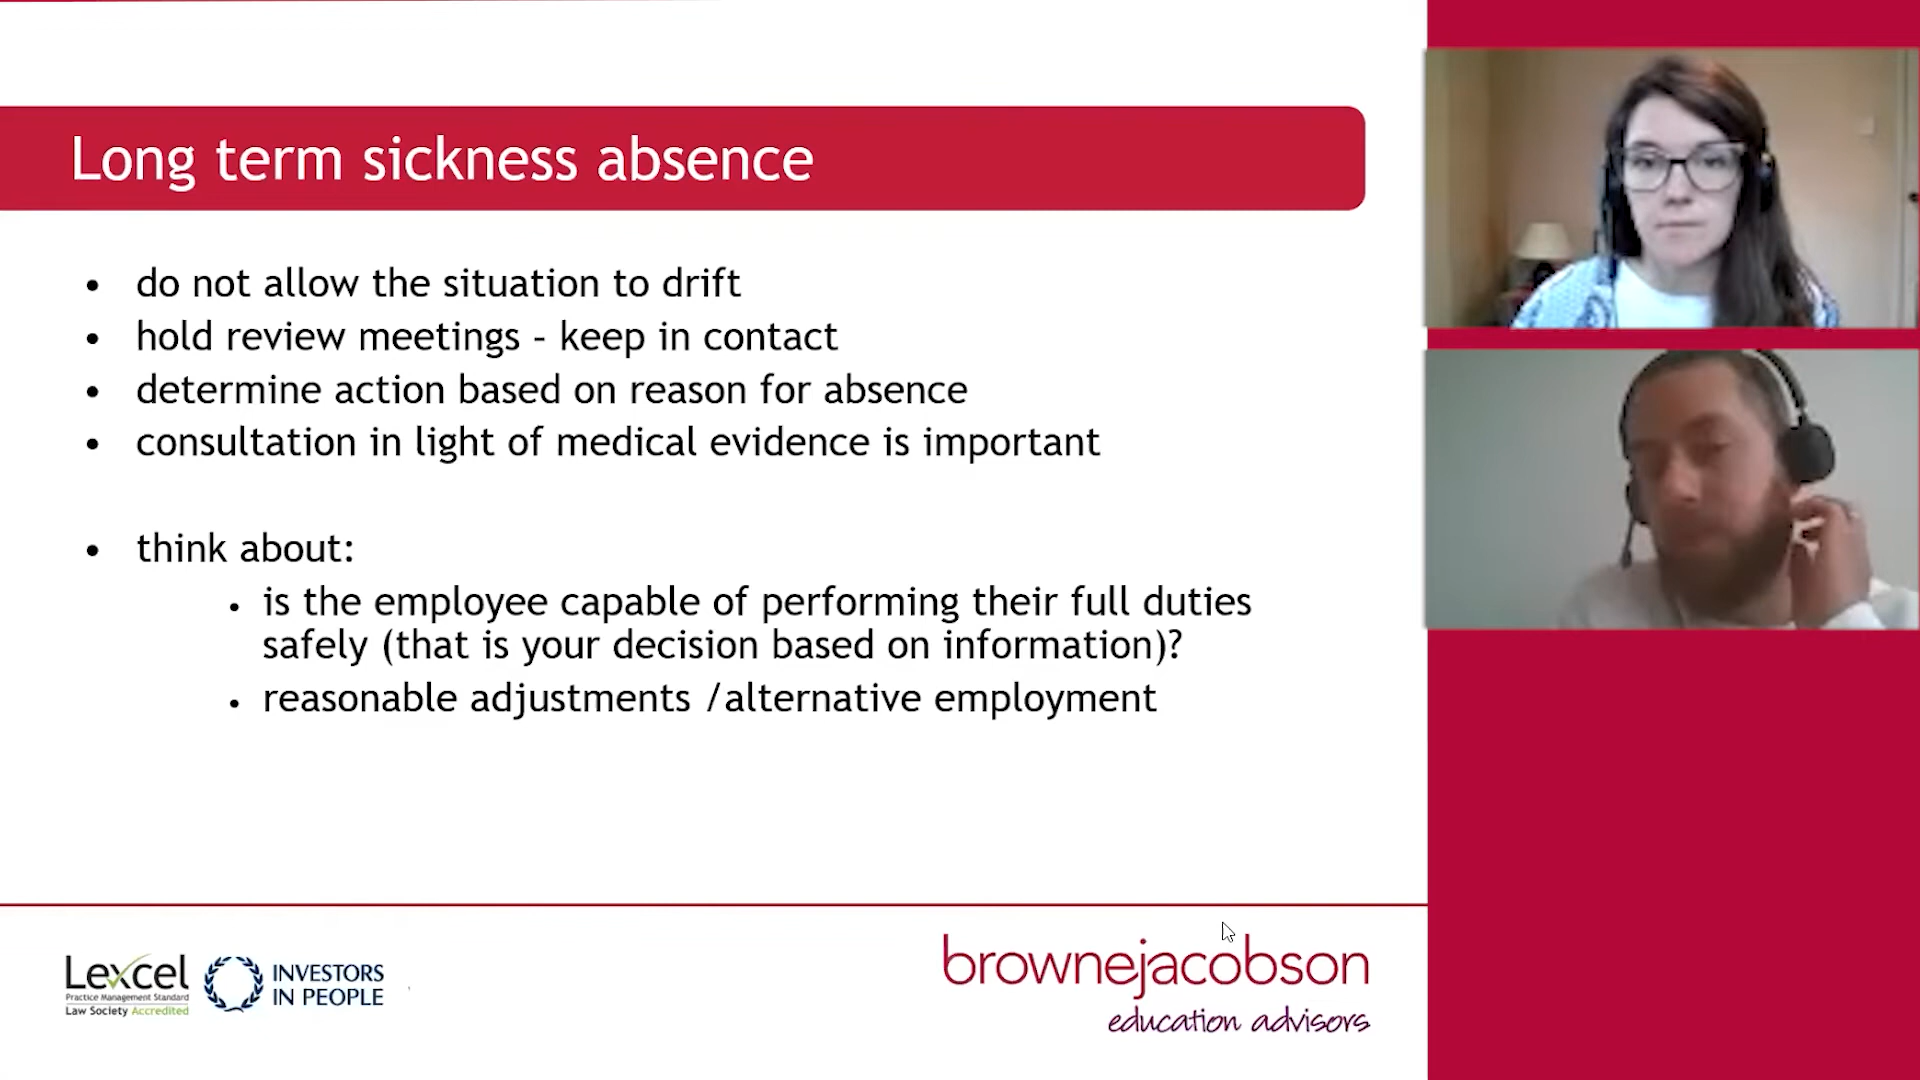 Long term sickness absence
• do not allow the situation to drift
• hold review meetings – keep in contact
• determine action based on reason for absence
• consultation in light of medical evidence is important
• think about:
• is the employee capable of performing their full duties
safely (that is your decision based on information)?
• reasonable adjustments /alternative employment
Lexcel
Practice Management Standard
Law Society Accredited
INVESTORS
IN PEOPLE
brownejacobson
education advisors